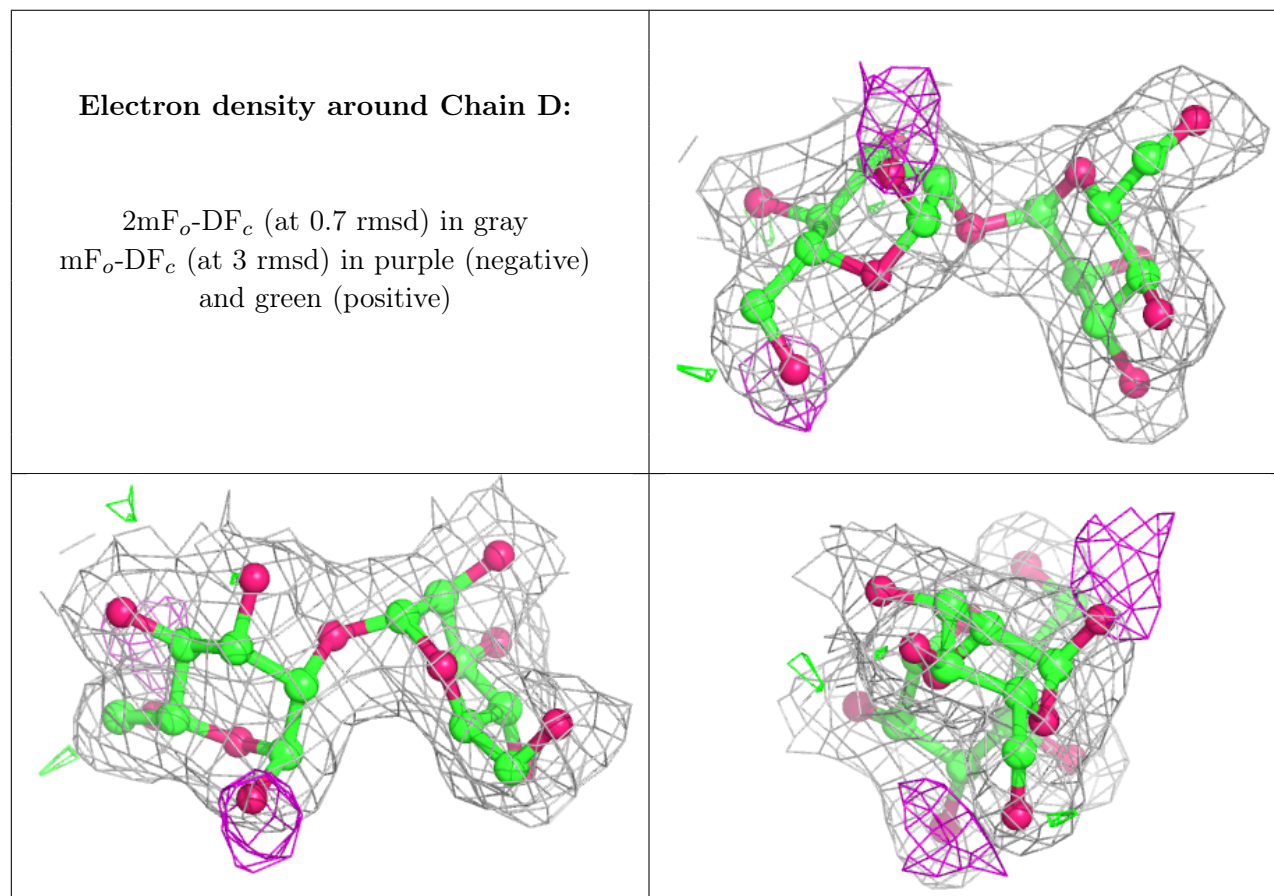 Electron density around Chain D:
2mFo-DFc (at 0.7 rmsd) in gray
mFo-DFc (at 3 rmsd) in purple (negative)
and green (positive)